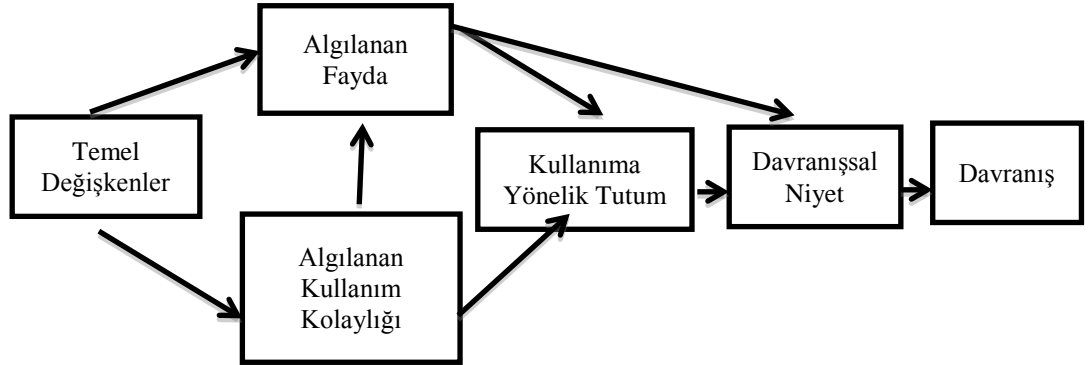 Temel
Değişkenler
Algılanan
Fayda
Algılanan
Kullanım
Kolaylığı
Kullanıma
Yönelik Tutum
Davranışsal
Niyet
Davranış